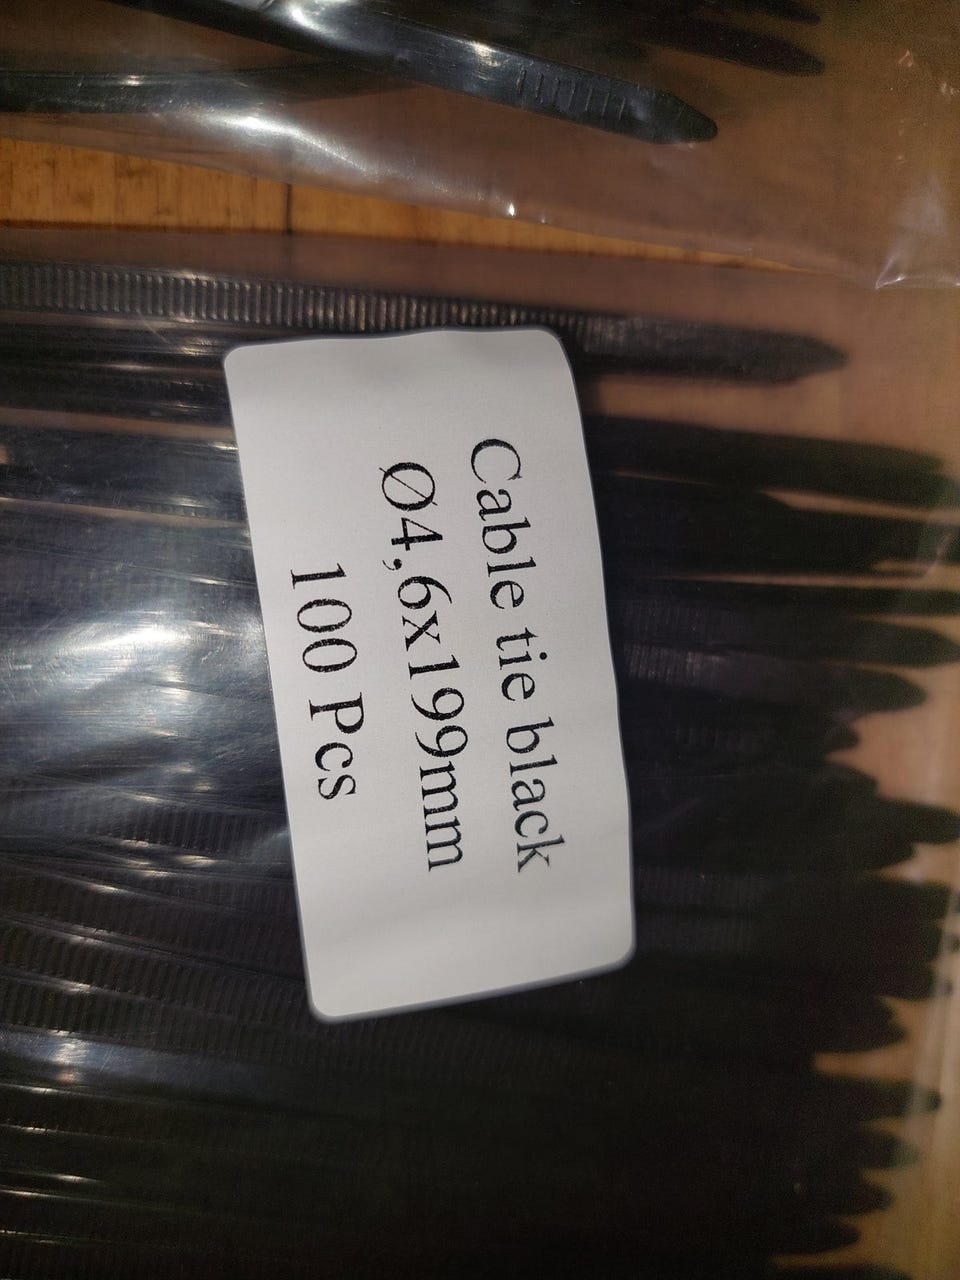 Cable tie black
Ø4,6x199mm
100 Pcs